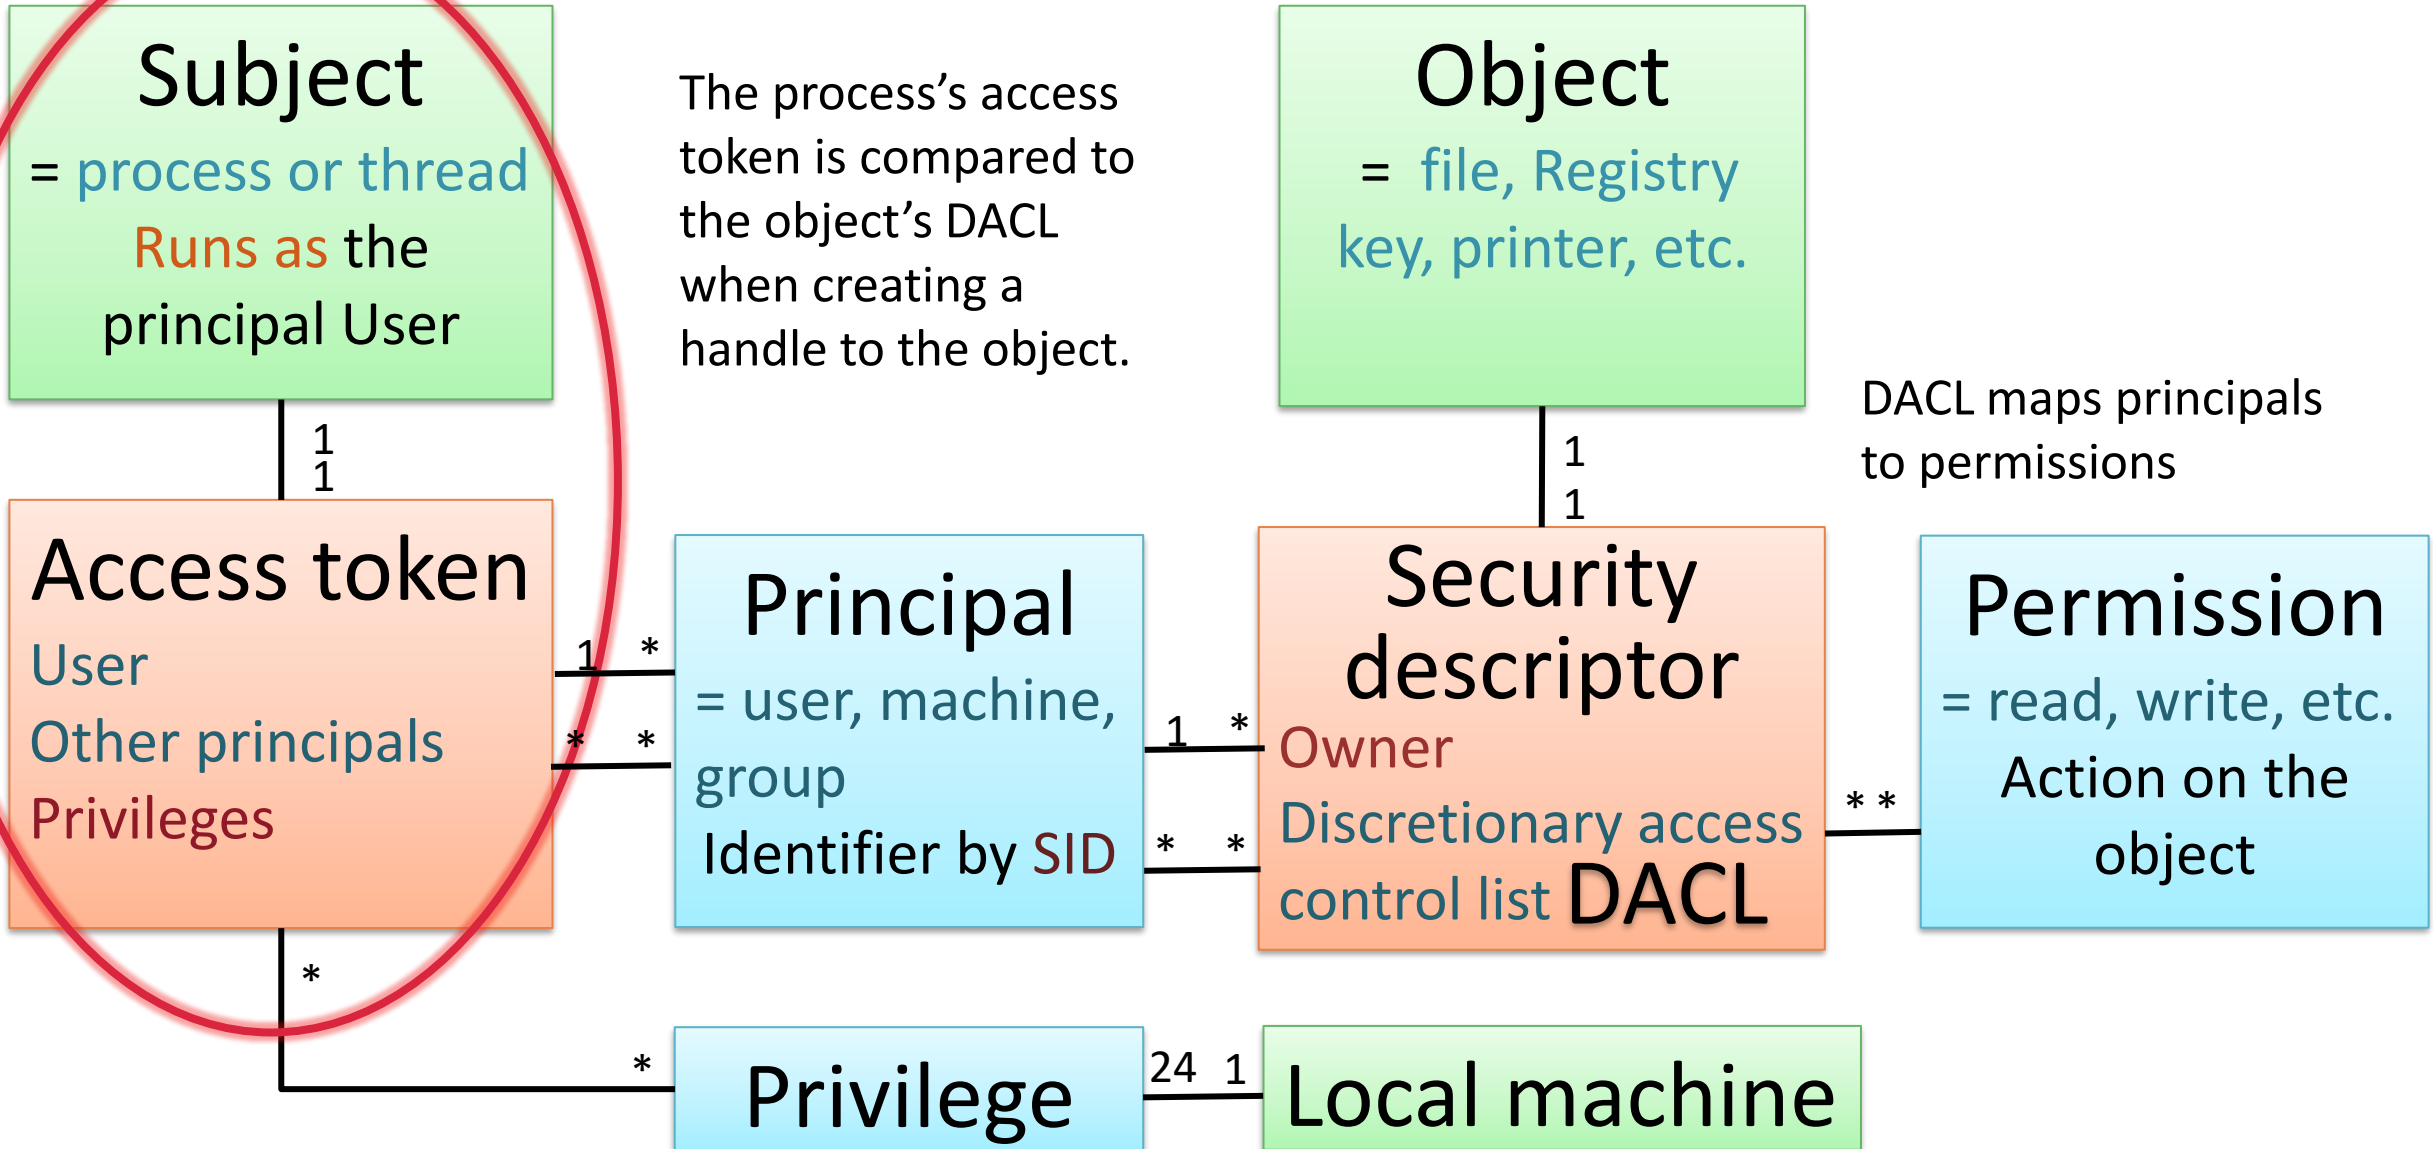 Subject
= process or thread
Runs as the
principal User
The process’s access
token is compared to
the object’s DACL
when creating a
handle to the object.
Object
= file, Registry
key, printer, etc.
DACL maps principals
to permissions
1
1
1
1
Access token
User
Other principals
Privileges
1 *
* *
Principal
= user, machine,
group
Identifier by SID
1 *
* *
Security
descriptor
Owner
Discretionary access
control list DACL
* *
Permission
= read, write, etc.
Action on the
object
*
*
Privilege
24 1
Local machine